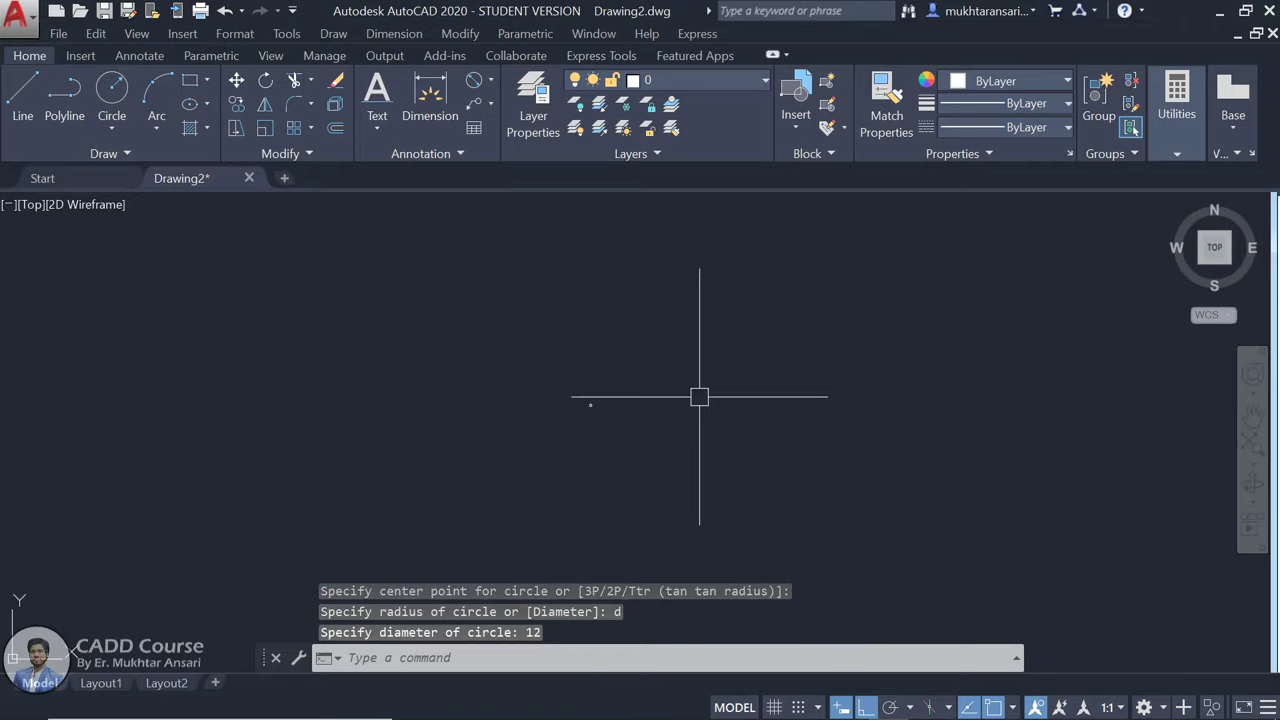 Autodesk AutoCAD 2020 - STUDENT VERSION Drawing2.dwg Type a keyword or phrase mukhtaransari...
File Edit View Insert Format Tools Draw Dimension Modify Parametric Window Help Express
Home Insert Annotate Parametric View Manage Output Add-ins Collaborate Express Tools Featured Apps
0 ByLayer
ByLayer
ByLayer
Line Polyline Circle Arc Text Dimension Layer Properties Insert Match Properties Group Utilities Base
Draw Modify Annotation Layers Block Properties Groups V...
Start Drawing2*
[−][Top][2D Wireframe]
N
W TOP E
S
WCS
Specify center point for circle or [3P/2P/Ttr (tan tan radius)]:
Specify radius of circle or [Diameter]: d
Specify diameter of circle: 12
Y
CADD Course
By Er. Mukhtar Ansari
Type a command
Model Layout1 Layout2
MODEL 1:1